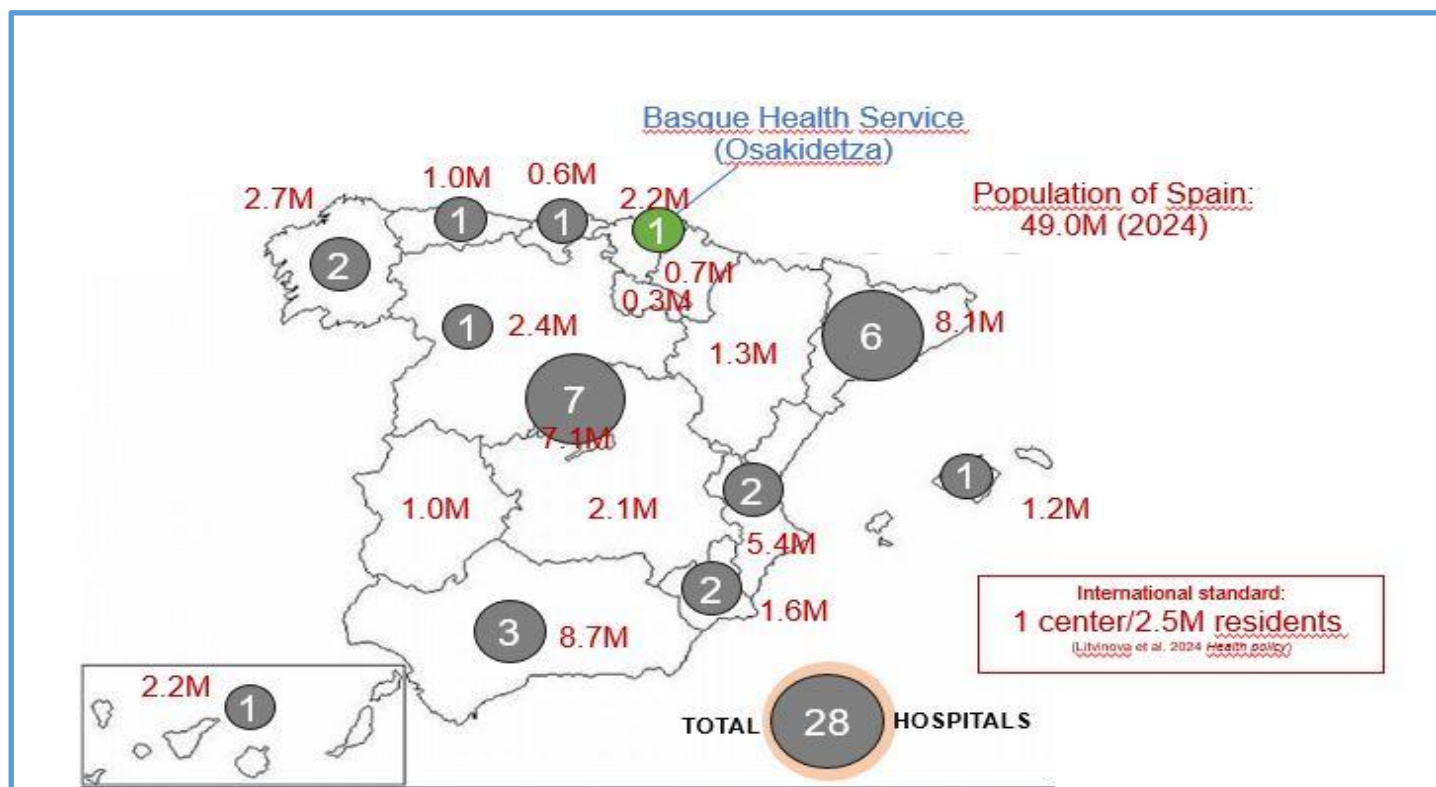 Basque Health Service
(Osakidetza)
2.7M
1.0M
0.6M
2.2M
Population of Spain:
49.0M (2024)
1
1
1
2
0.7M
0.3M
1
2.4M
6
8.1M
1.3M
7
7.1M
1
2
1.0M
2.1M
1.2M
5.4M
2
1.6M
International standard:
1 center/2.5M residents
(Litvinova et al. 2024 Health policy)
3
8.7M
2.2M
1
TOTAL
28
HOSPITALS